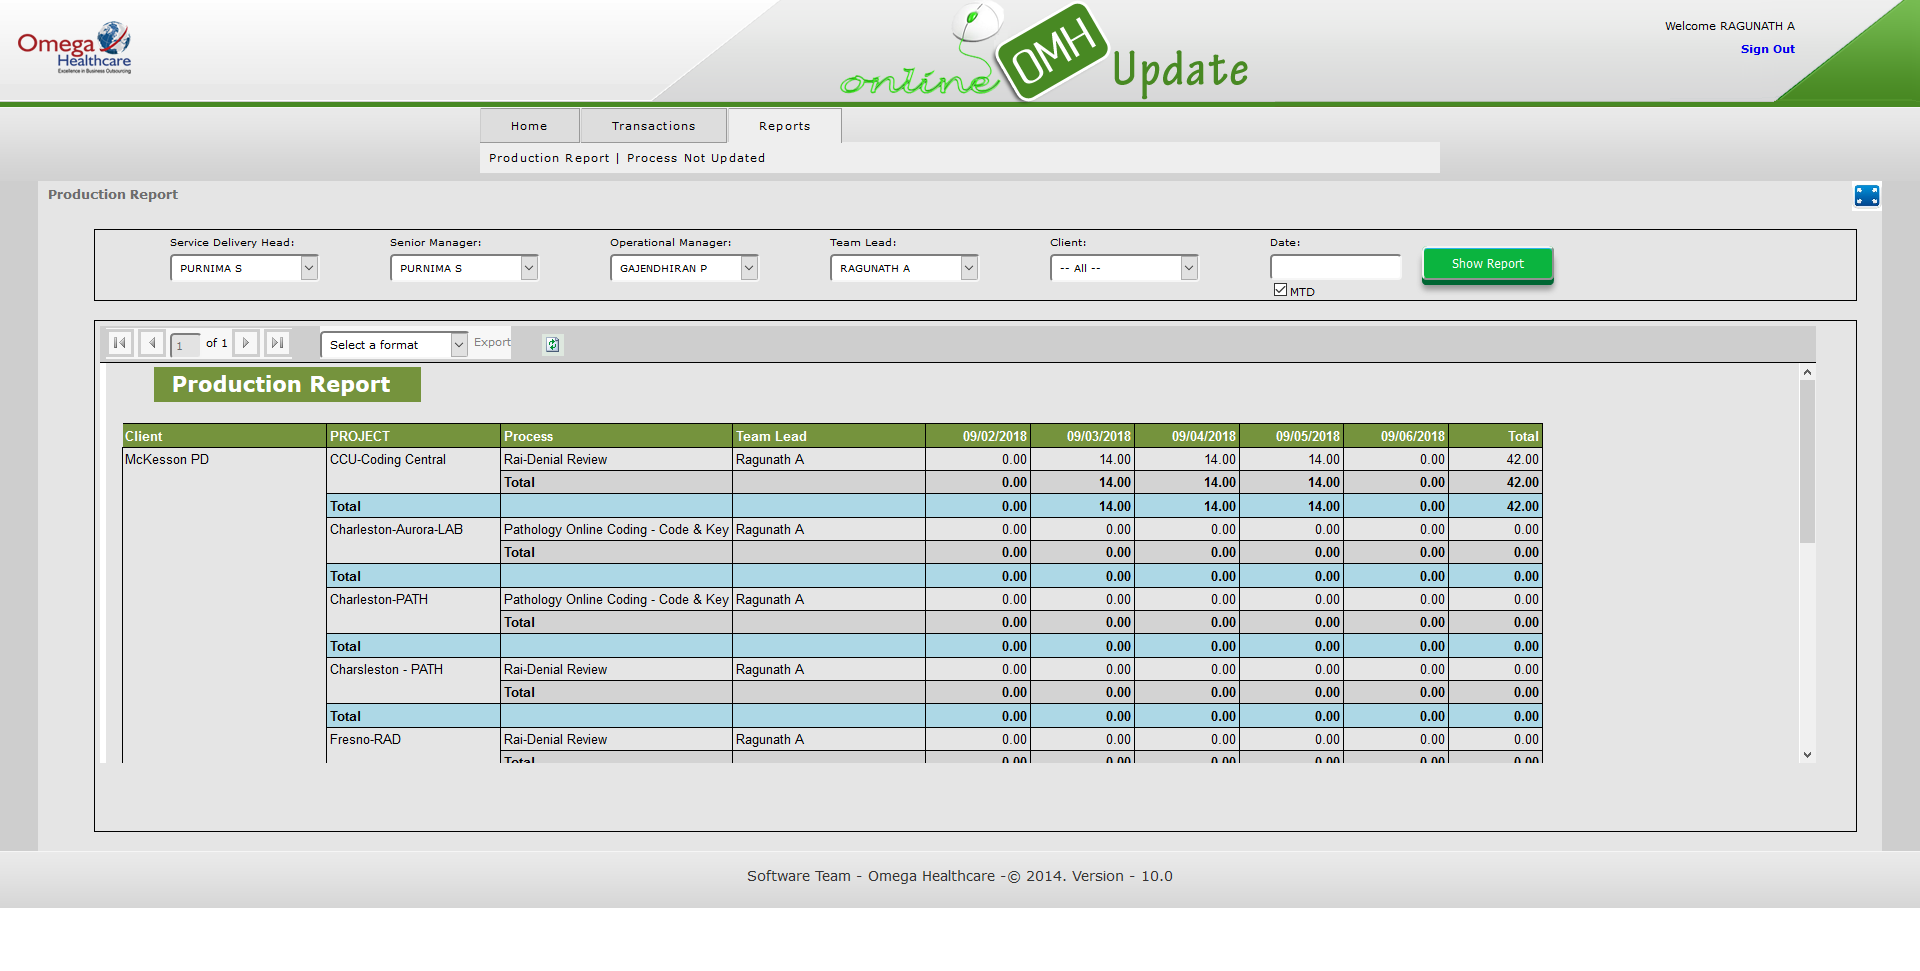 Omega
Healthcare
Excellence in Business Outsourcing
online OMH Update
Welcome RAGUNATH A
Sign Out
Home Transactions Reports
Production Report | Process Not Updated
Production Report
Service Delivery Head: Senior Manager: Operational Manager: Team Lead: Client: Date:
PURNIMA S PURNIMA S GAJENDHIRAN P RAGUNATH A -- All -- Show Report
MTD
1 of 1 Select a format Export
Production Report
Client PROJECT Process Team Lead 09/02/2018 09/03/2018 09/04/2018 09/05/2018 09/06/2018 Total
McKesson PD CCU-Coding Central Rai-Denial Review Ragunath A 0.00 14.00 14.00 14.00 0.00 42.00
Total 0.00 14.00 14.00 14.00 0.00 42.00
Total 0.00 14.00 14.00 14.00 0.00 42.00
Charleston-Aurora-LAB Pathology Online Coding - Code & Key Ragunath A 0.00 0.00 0.00 0.00 0.00 0.00
Total 0.00 0.00 0.00 0.00 0.00 0.00
Total 0.00 0.00 0.00 0.00 0.00 0.00
Charleston-PATH Pathology Online Coding - Code & Key Ragunath A 0.00 0.00 0.00 0.00 0.00 0.00
Total 0.00 0.00 0.00 0.00 0.00 0.00
Total 0.00 0.00 0.00 0.00 0.00 0.00
Charsleston - PATH Rai-Denial Review Ragunath A 0.00 0.00 0.00 0.00 0.00 0.00
Total 0.00 0.00 0.00 0.00 0.00 0.00
Total 0.00 0.00 0.00 0.00 0.00 0.00
Fresno-RAD Rai-Denial Review Ragunath A 0.00 0.00 0.00 0.00 0.00 0.00
Total 0.00 0.00 0.00 0.00 0.00 0.00
Software Team - Omega Healthcare -© 2014. Version - 10.0